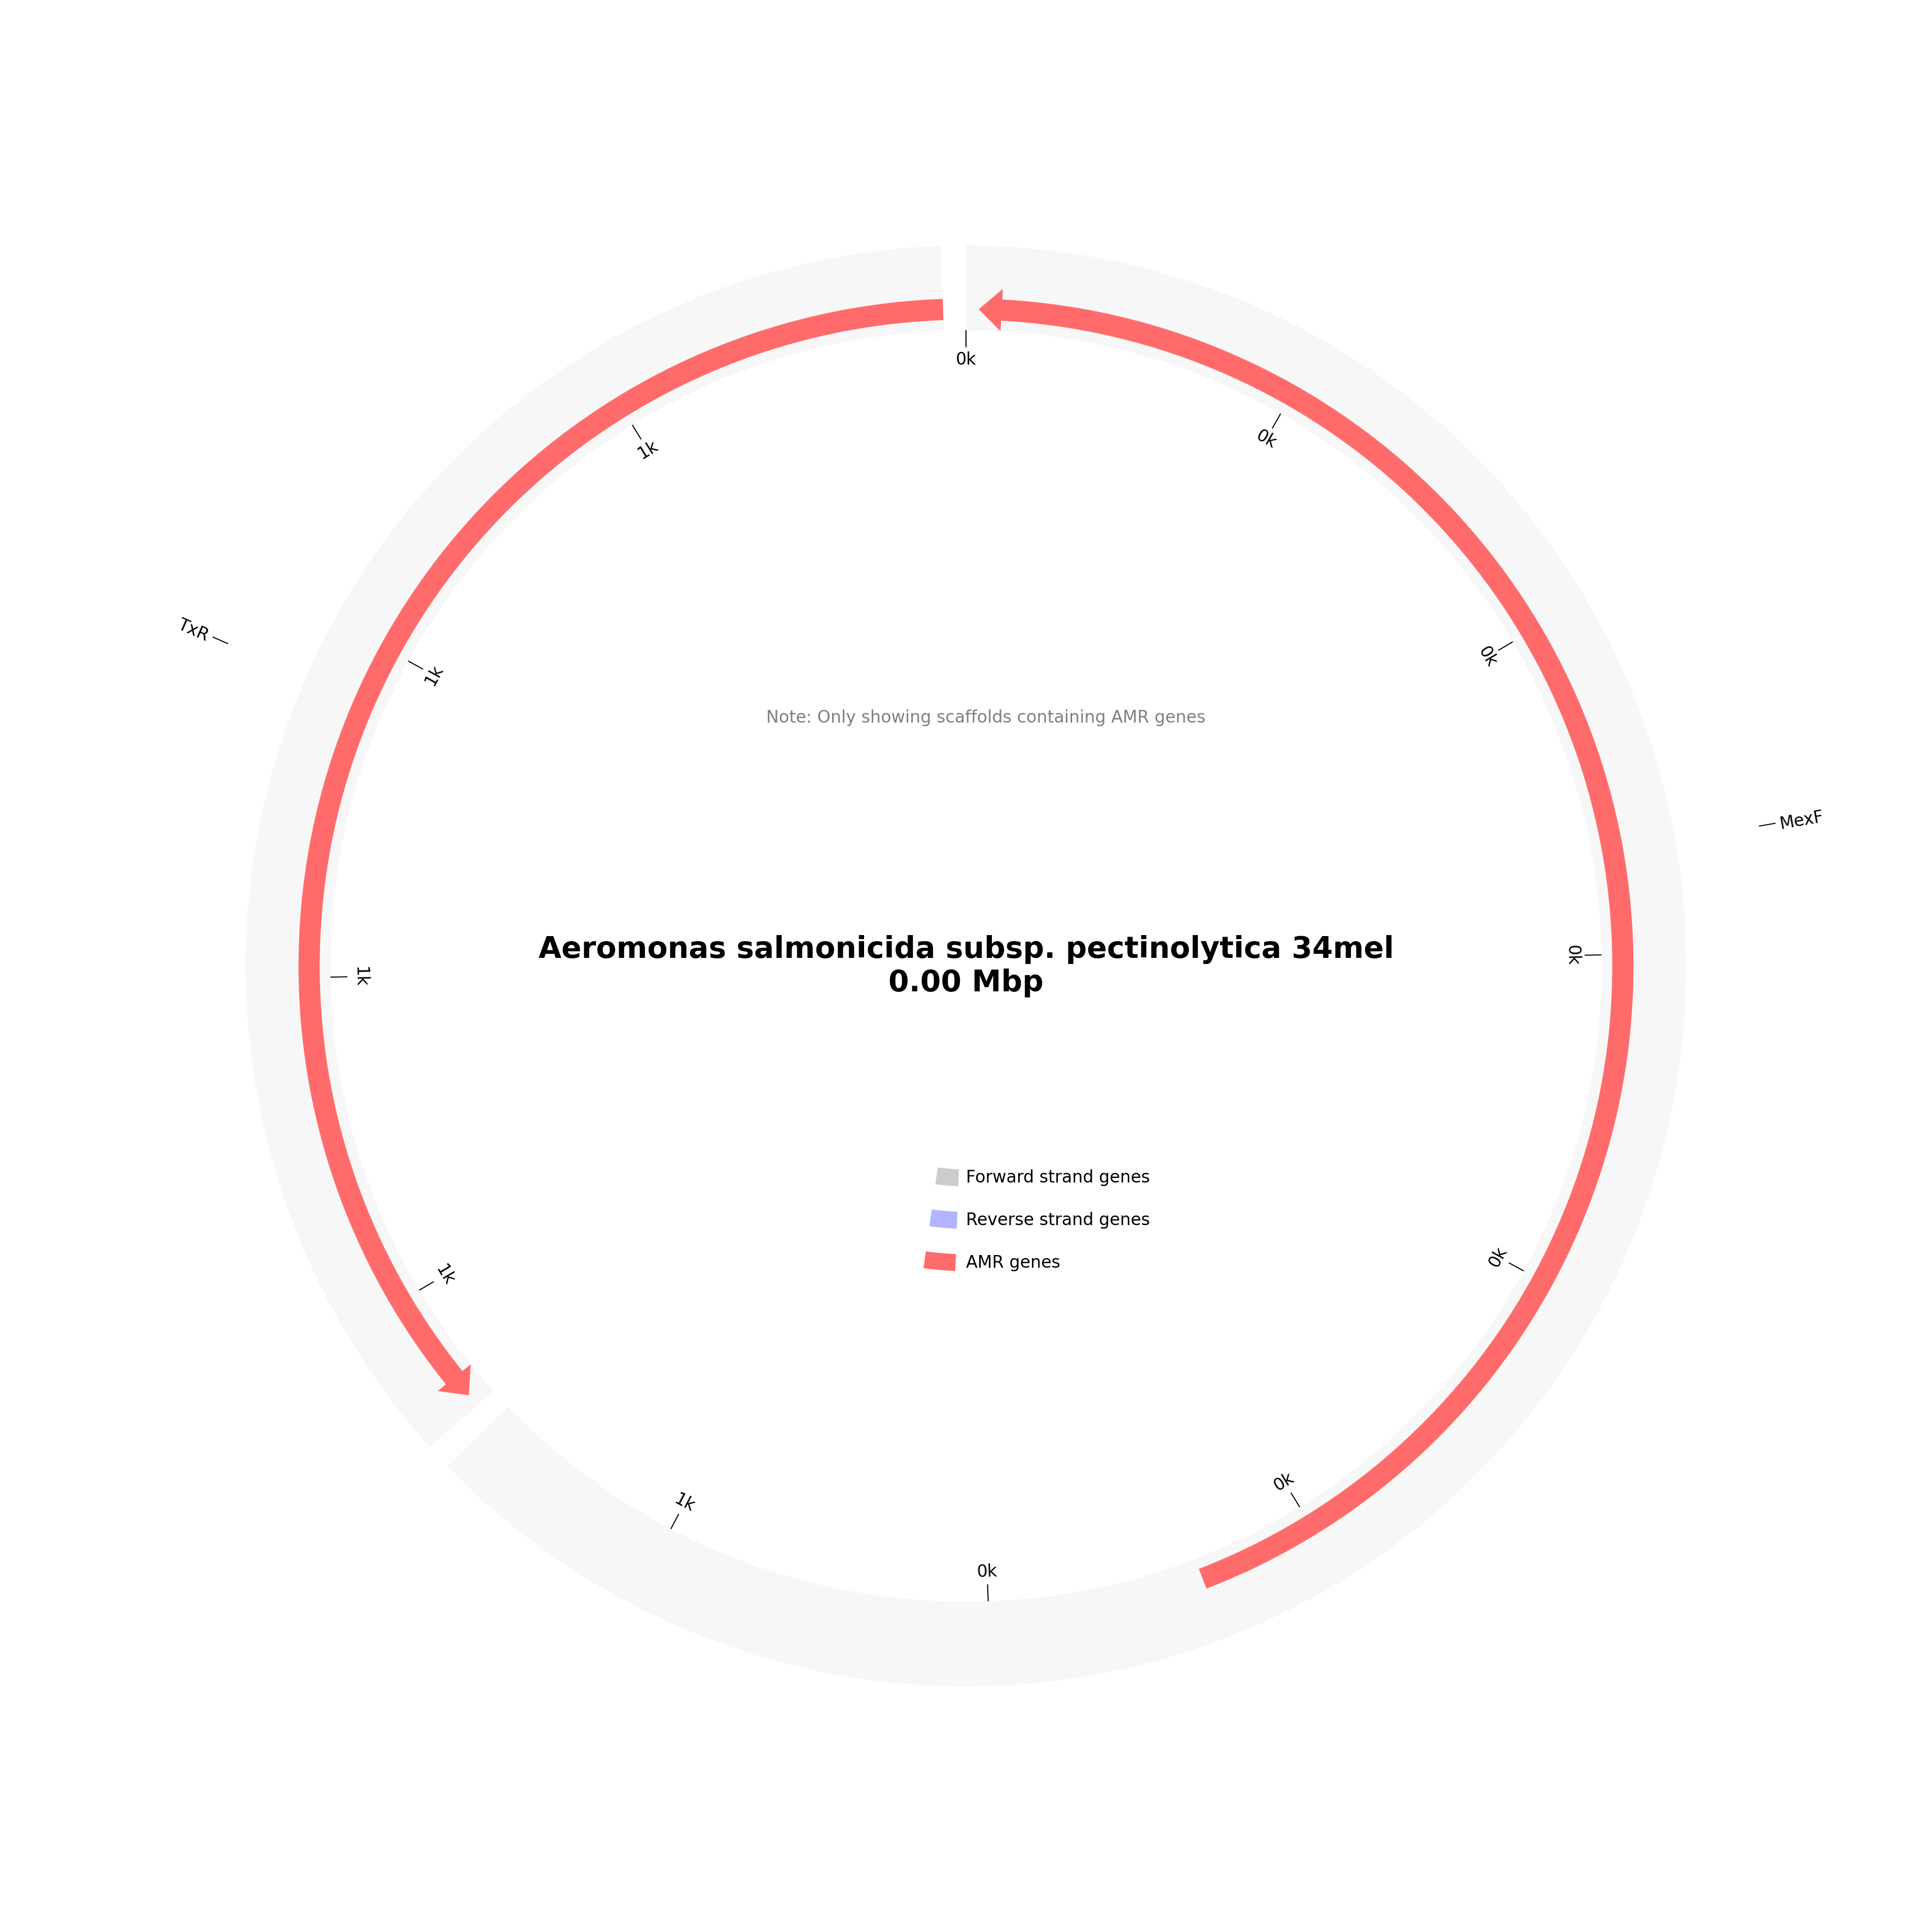 0k
0k
1k
TxR
0k
1k
Note: Only showing scaffolds containing AMR genes
MexF
Aeromonas salmonicida subsp. pectinolytica 34mel
0.00 Mbp
0k
1k
Forward strand genes
Reverse strand genes
AMR genes
0k
1k
0k
1k
0k